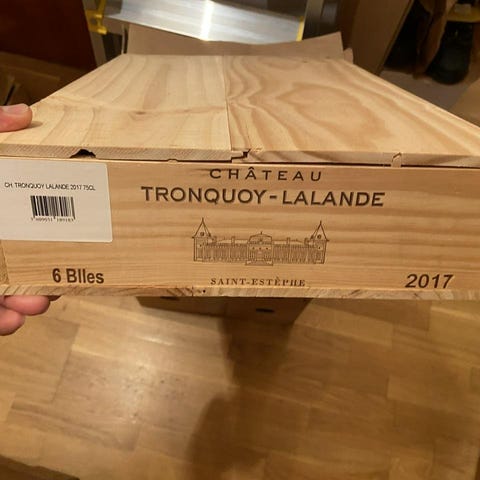 CHÂTEAU
TRONQUOY-LALANDE
CH. TRONQUOY LALANDE 2017 75CL
6 Blles
SAINT-ESTÈPHE
2017